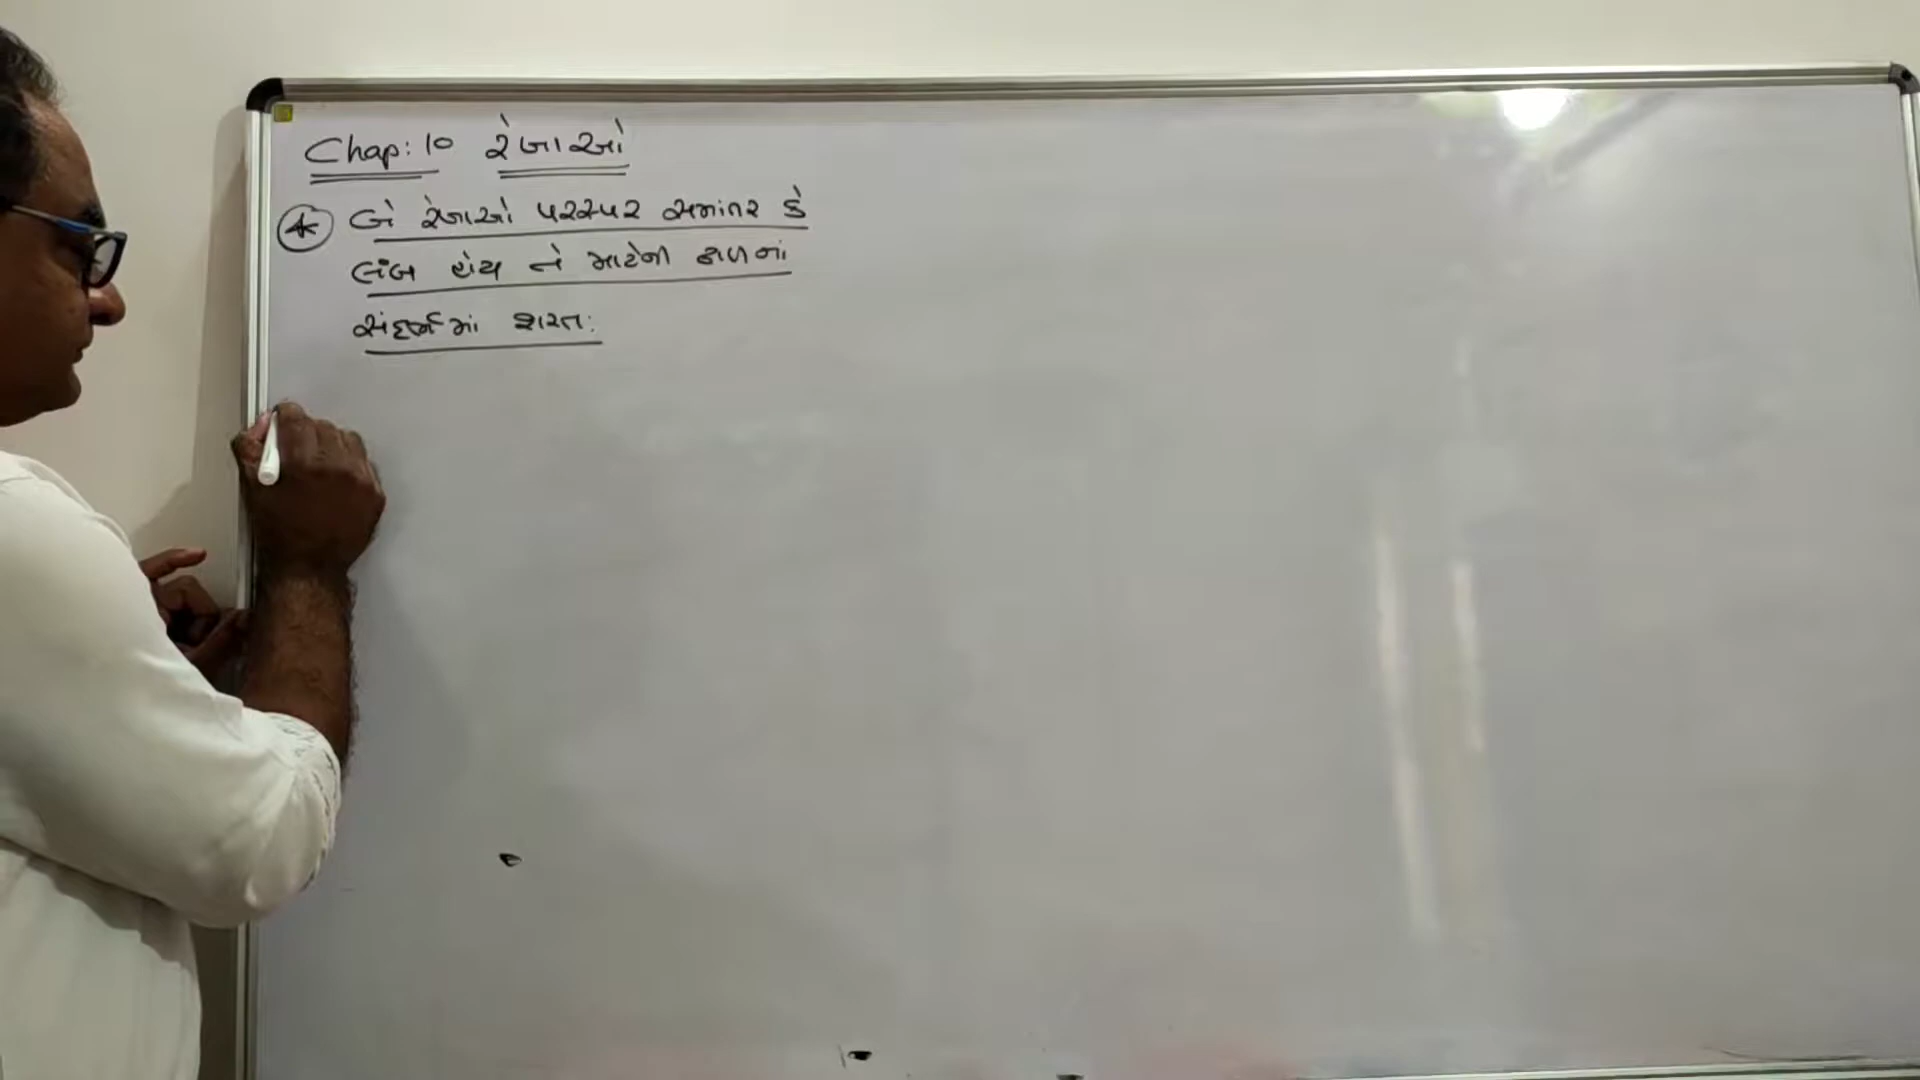 Chap: 10 રેખાઓ
* બે રેખાઓ પરસ્પર સમાંતર કે
લંબ હોય તે માટેની ઢાળનાં
સંદર્ભમાં શરત: